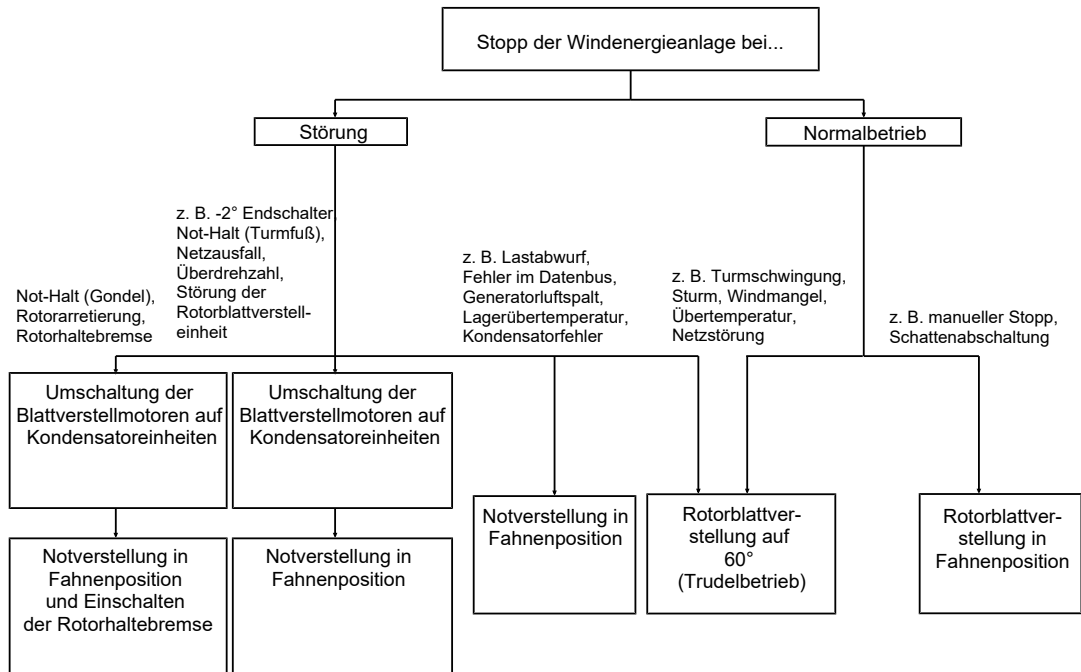 Stopp der Windenergieanlage bei...
Störung
Normalbetrieb
Not-Halt (Gondel),
Rotorarretierung,
Rotorhaltebremse
z. B. -2° Endschalter,
Not-Halt (Turmfuß),
Netzausfall,
Überdrehzahl,
Störung der
Rotorblattverstell-
einheit
z. B. Lastabwurf,
Fehler im Datenbus,
Generatorluftspalt,
Lagerübertemperatur,
Kondensatorfehler
z. B. Turmschwingung,
Sturm, Windmangel,
Übertemperatur,
Netzstörung
z. B. manueller Stopp,
Schattenabschaltung
Umschaltung der
Blattverstellmotoren auf
Kondensatoreinheiten
Umschaltung der
Blattverstellmotoren auf
Kondensatoreinheiten
Notverstellung in
Fahnenposition
Rotorblattver-
stellung auf
60°
(Trudelbetrieb)
Rotorblattver-
stellung in
Fahnenposition
Notverstellung in
Fahnenposition
und Einschalten
der Rotorhaltebremse
Notverstellung in
Fahnenposition